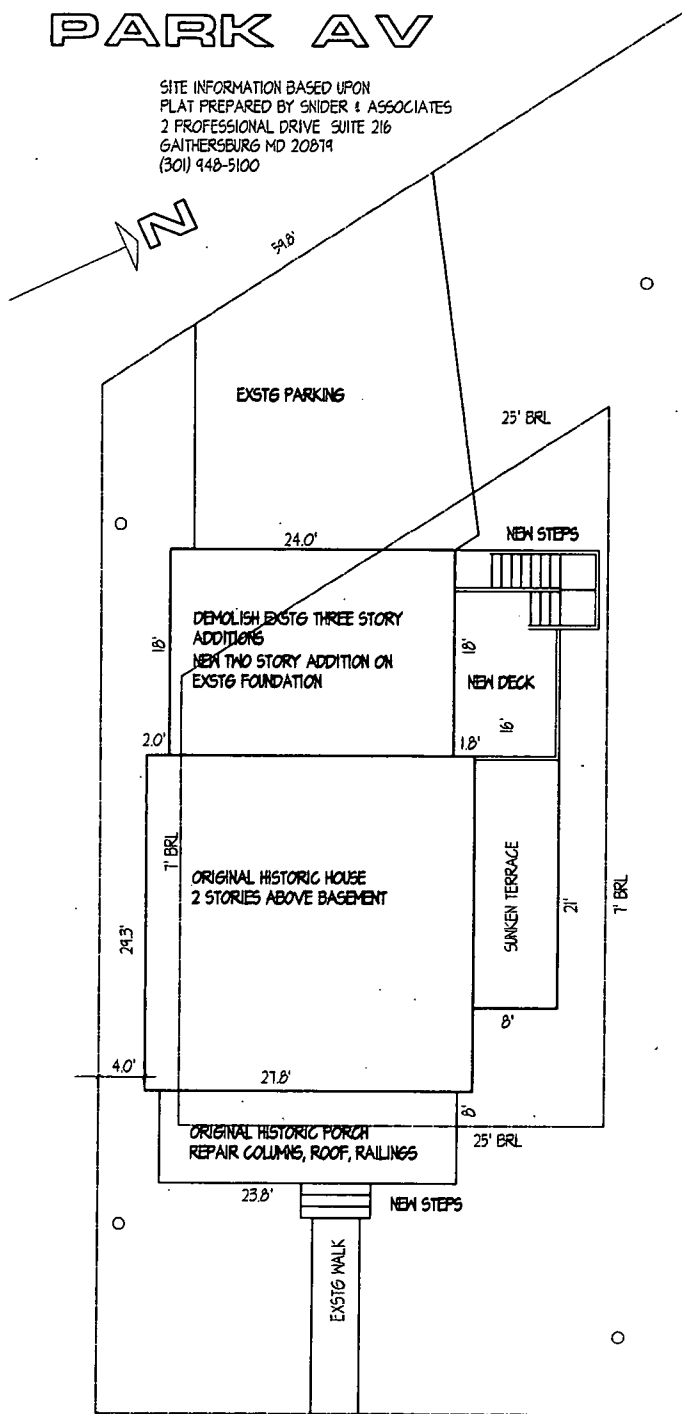 PARK AV
SITE INFORMATION BASED UPON
PLAT PREPARED BY SNIDER & ASSOCIATES
2 PROFESSIONAL DRIVE SUITE 216
GAITHERSBURG MD 20879
(301) 948-5100
N
59.8'
EXSTG PARKING
25' BRL
24.0'
NEW STEPS
DEMOLISH EXSTG THREE STORY
ADDITIONS
NEW TWO STORY ADDITION ON
EXSTG FOUNDATION
18'
18'
NEW DECK
16'
2.0'
1.8'
7' BRL
ORIGINAL HISTORIC HOUSE
2 STORIES ABOVE BASEMENT
SUNKEN TERRACE
21'
7' BRL
29.3'
8'
4.0'
27.8'
8'
ORIGINAL HISTORIC PORCH
REPAIR COLUMNS, ROOF, RAILINGS
25' BRL
23.8'
NEW STEPS
EXSTG WALK